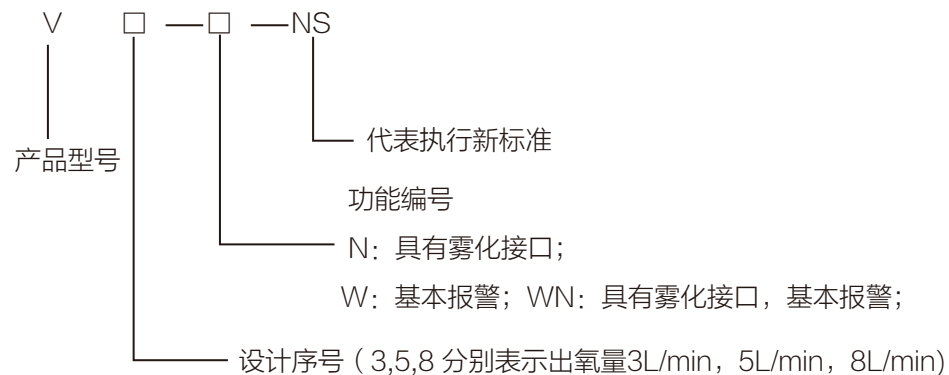 V □ —□ —NS
代表执行新标准
产品型号
功能编号
N：具有雾化接口；
W：基本报警；WN：具有雾化接口，基本报警；
设计序号（3,5,8 分别表示出氧量3L/min，5L/min，8L/min)